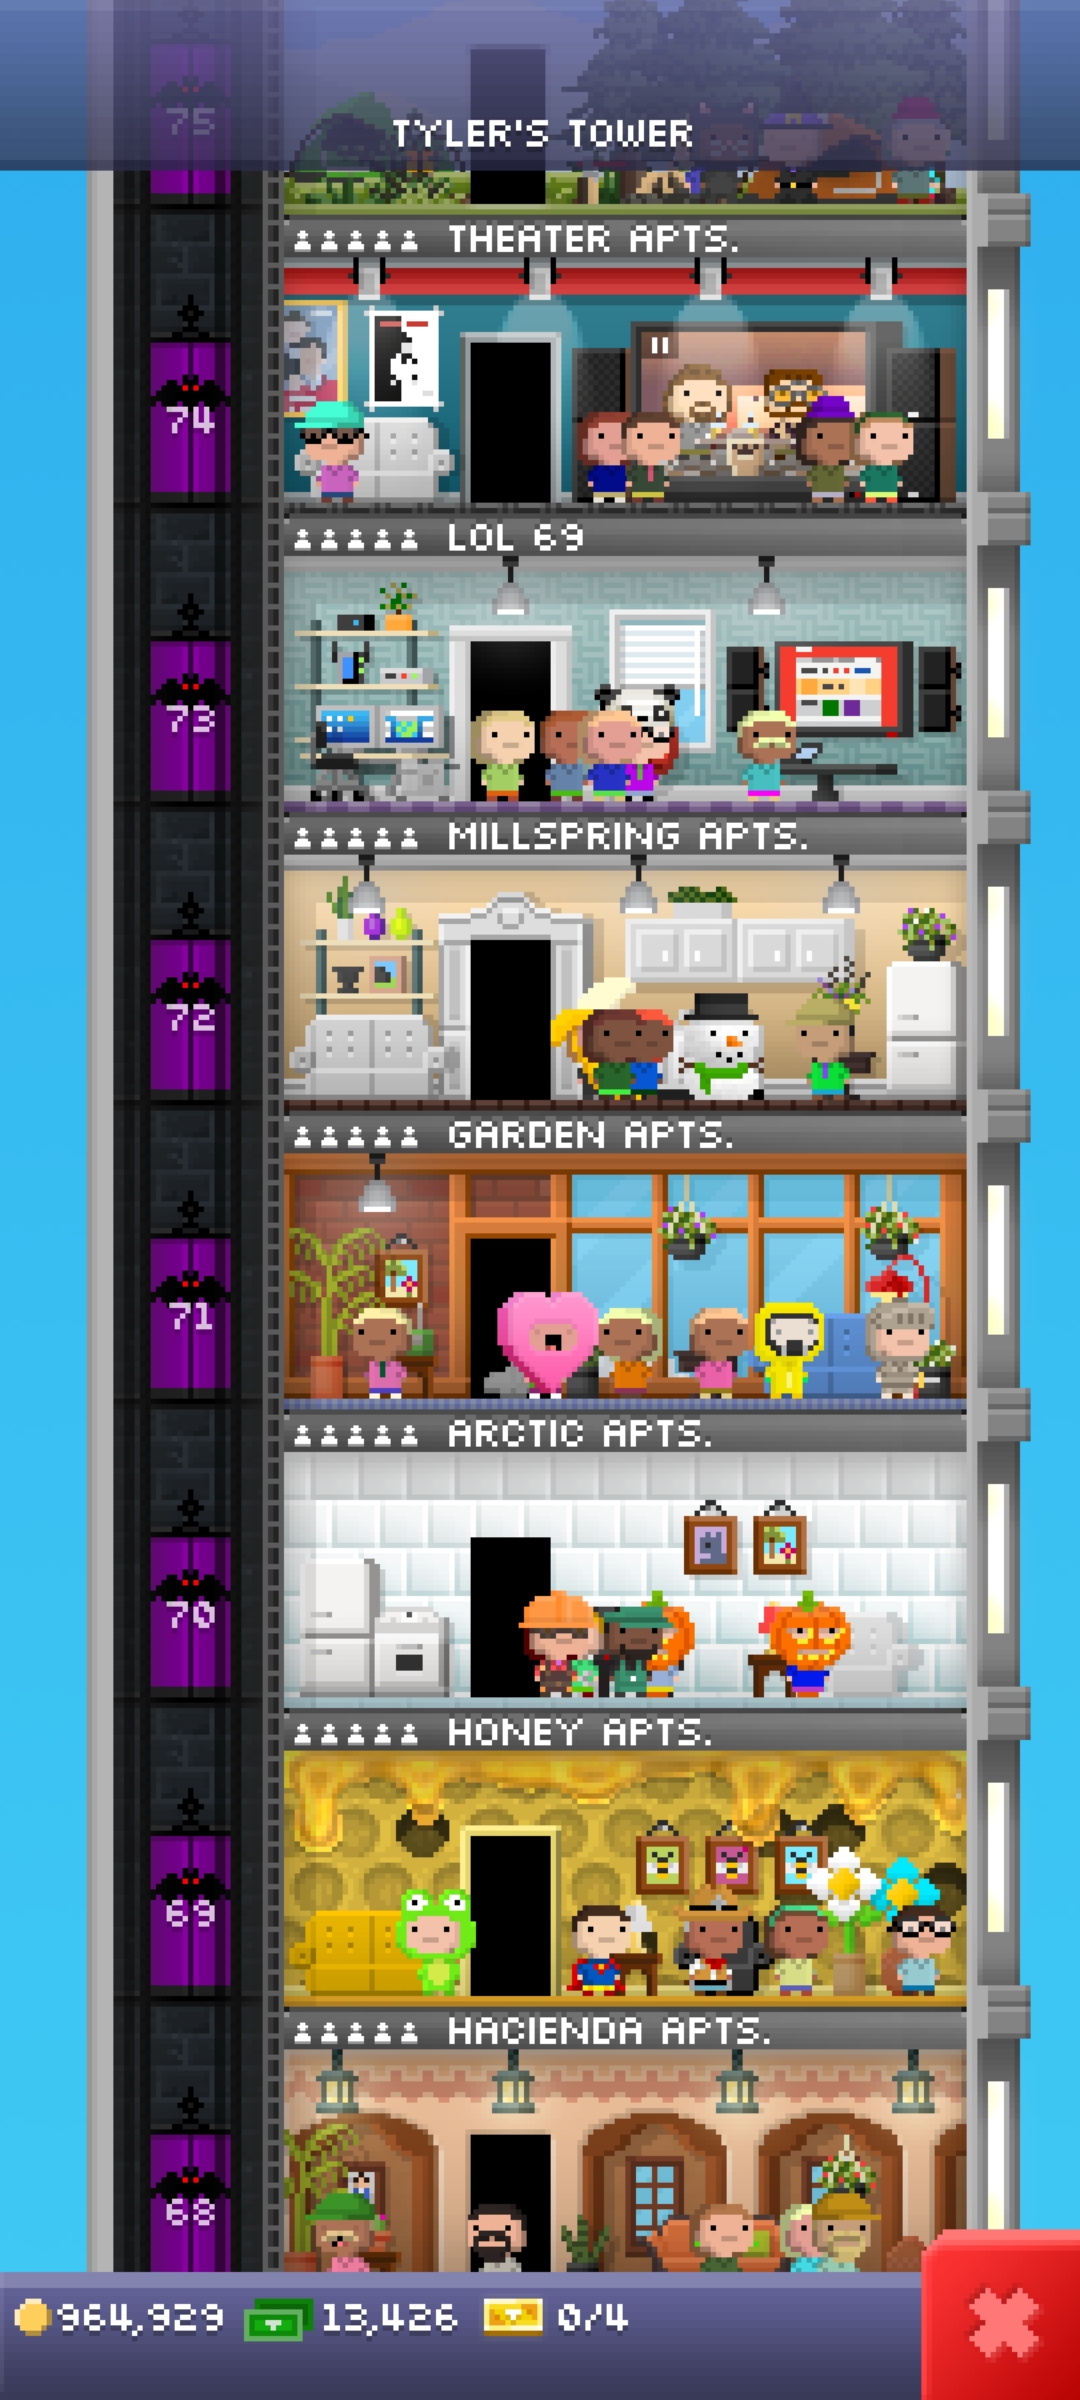 75
TYLER'S TOWER
THEATER APTS.
74
LOL 69
73
MILLSPRING APTS.
72
GARDEN APTS.
71
ARCTIC APTS.
70
HONEY APTS.
69
HACIENDA APTS.
68
964,929 13,426 0/4